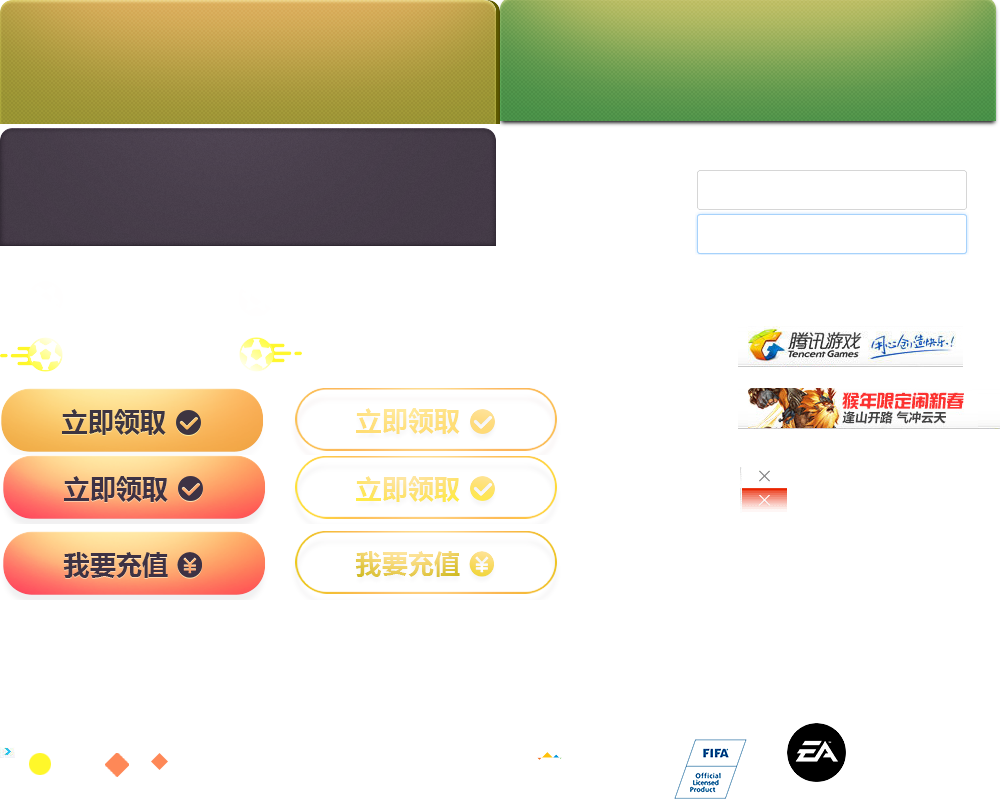 腾讯游戏 用心创造快乐!
Tencent Games
猴年限定闹新春
逢山开路 气冲云天
立即领取
立即领取
立即领取
立即领取
我要充值 ¥
我要充值 ¥
FIFA
Official
Licensed
Product
EA